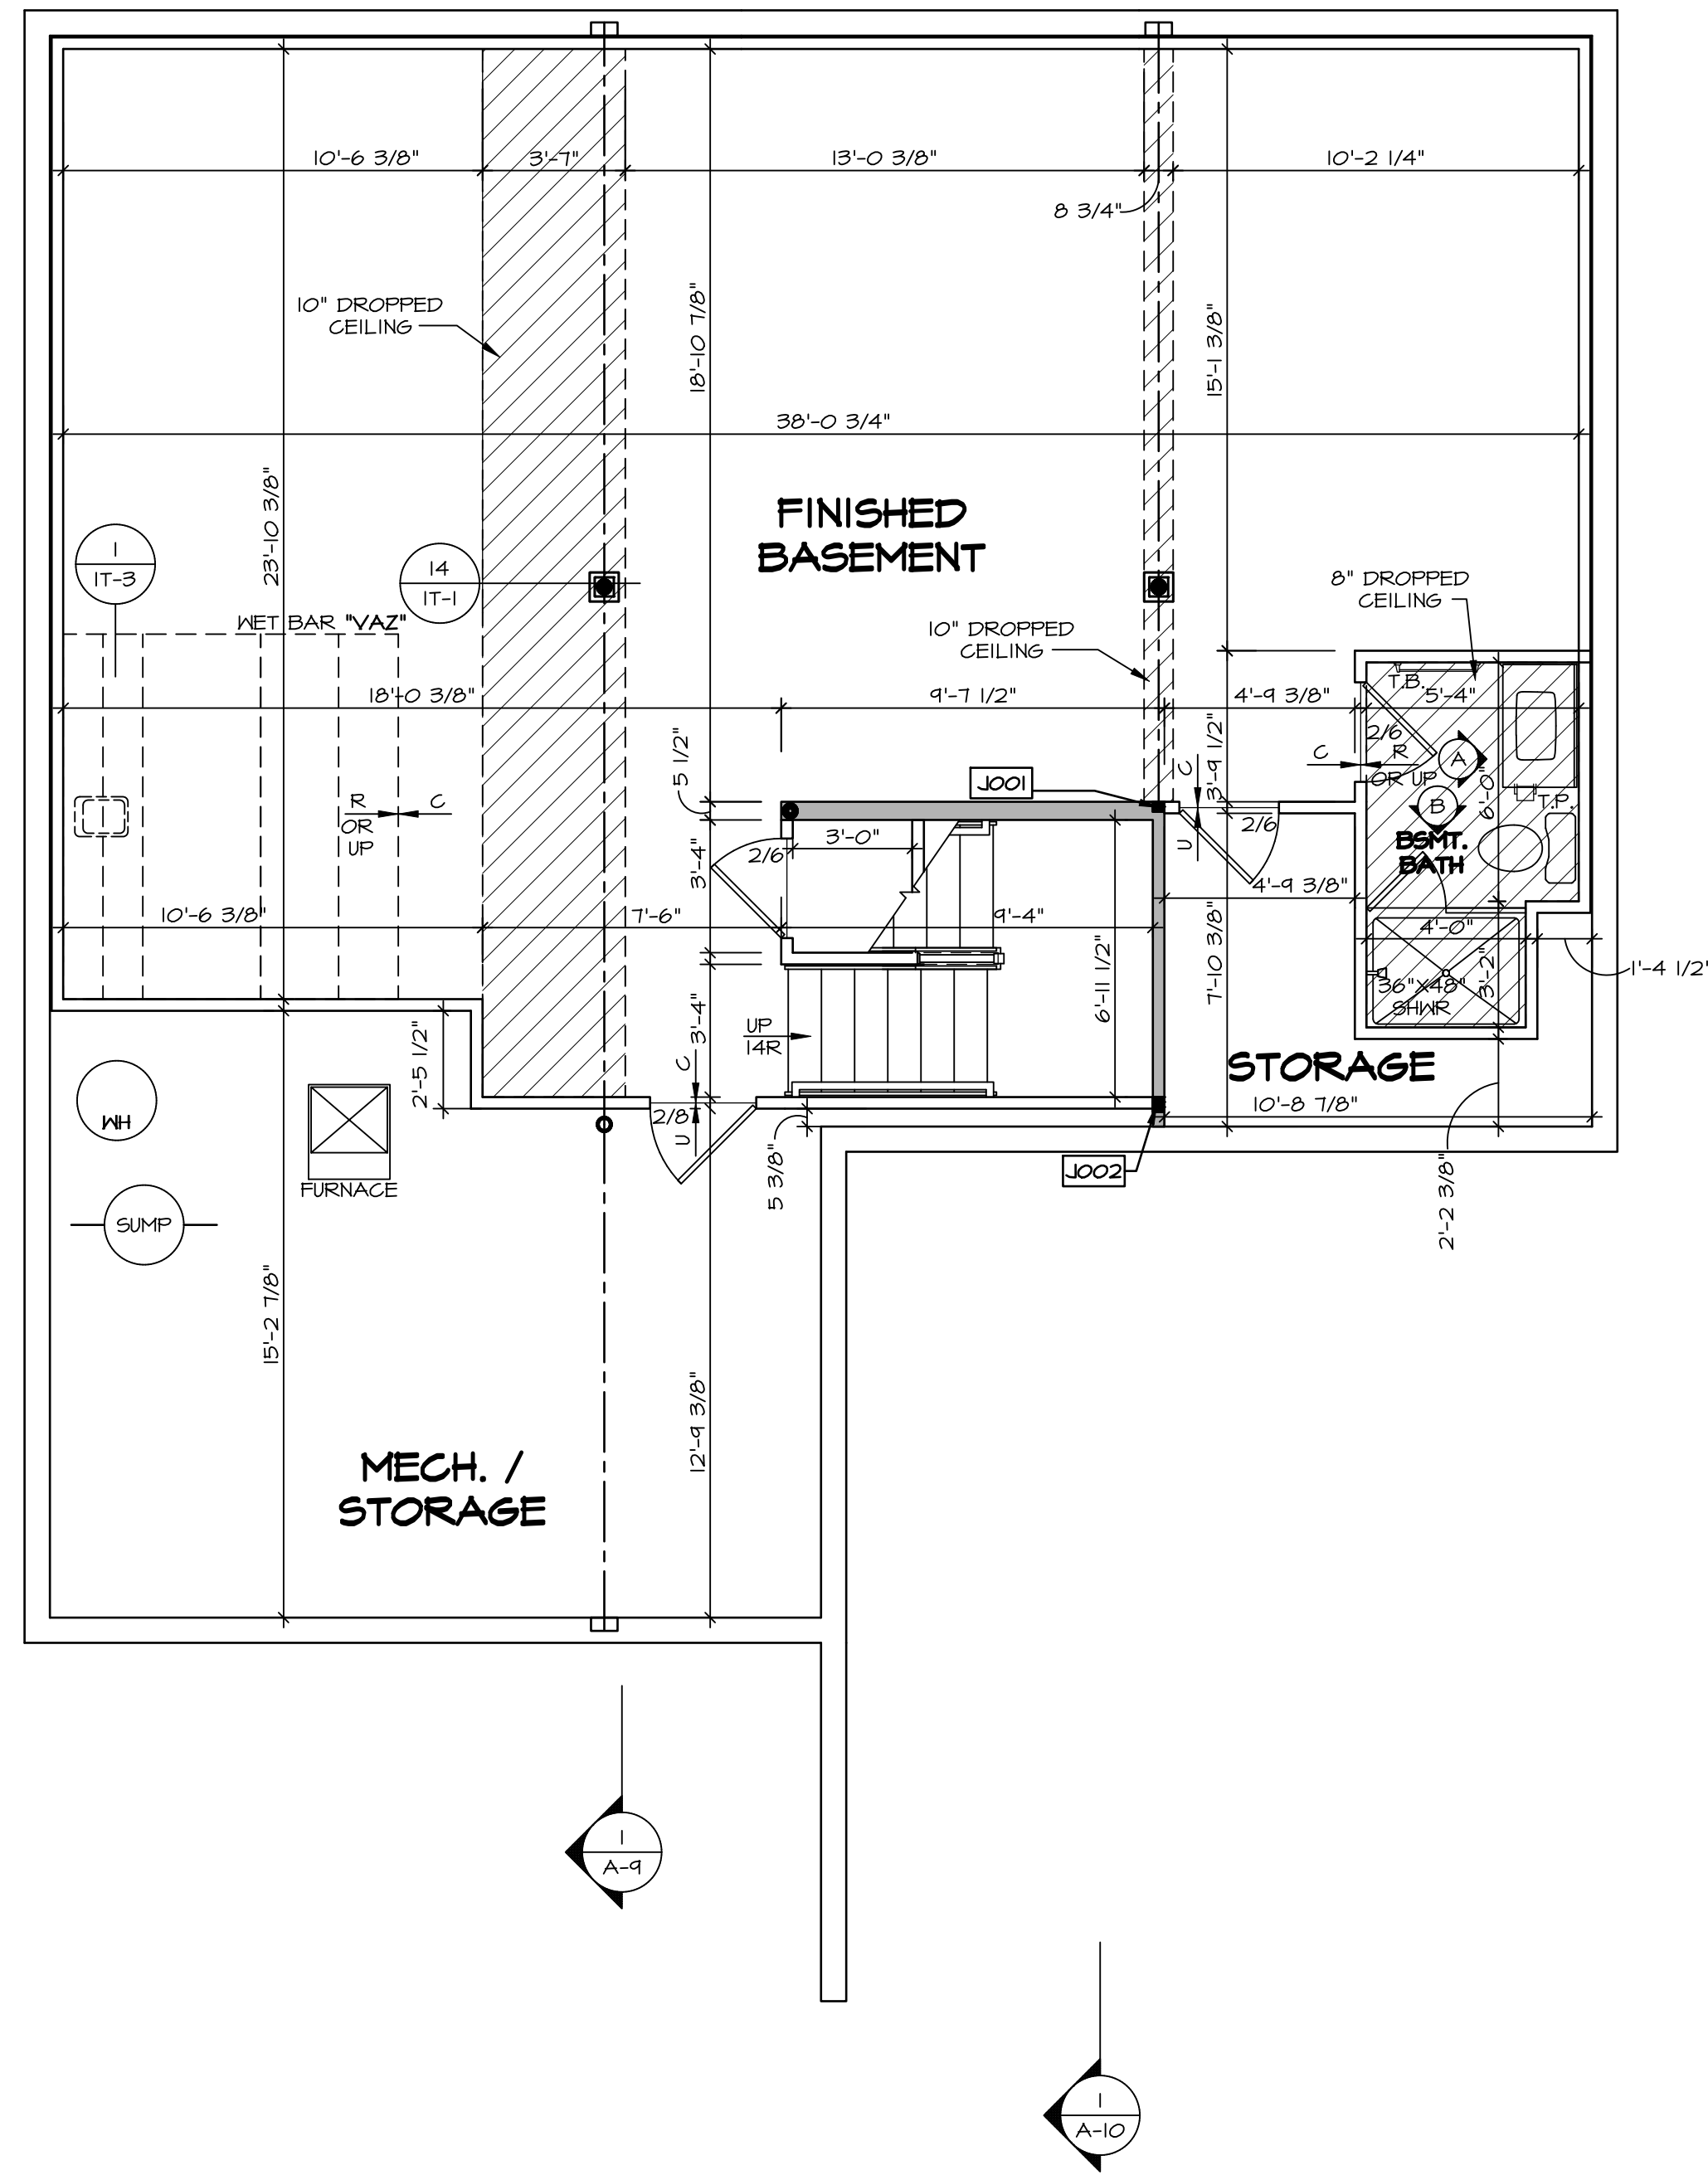 10'-6 3/8"
3'-7"
13'-0 3/8"
10'-2 1/4"
8 3/4"
10" DROPPED
CEILING
18'-10 7/8"
15'-1 3/8"
38'-0 3/4"
23'-10 3/8"
FINISHED
BASEMENT
1
IT-3
14
IT-1
8" DROPPED
CEILING
WET BAR "VAZ"
10" DROPPED
CEILING
18'-0 3/8"
9'-7 1/2"
4'-9 3/8"
T.B.
5'-4"
5 1/2"
3'-9 1/2"
2/6
C
R
OR UP
A
6'-0"
J001
C
U
R
OR
UP
C
B
T.P.
2/6
BSMT.
BATH
3'-4"
2/6
3'-0"
4'-9 3/8"
10'-6 3/8"
7'-6"
9'-4"
4'-0"
1'-4 1/2"
6'-11 1/2"
7'-10 3/8"
36"X48"
SHWR
3'-2"
3'-4"
UP
14R
2'-5 1/2"
C
U
2/8
STORAGE
10'-8 7/8"
WH
FURNACE
5 3/8"
J002
2'-2 3/8"
SUMP
15'-2 7/8"
12'-9 3/8"
MECH. /
STORAGE
1
A-9
1
A-10